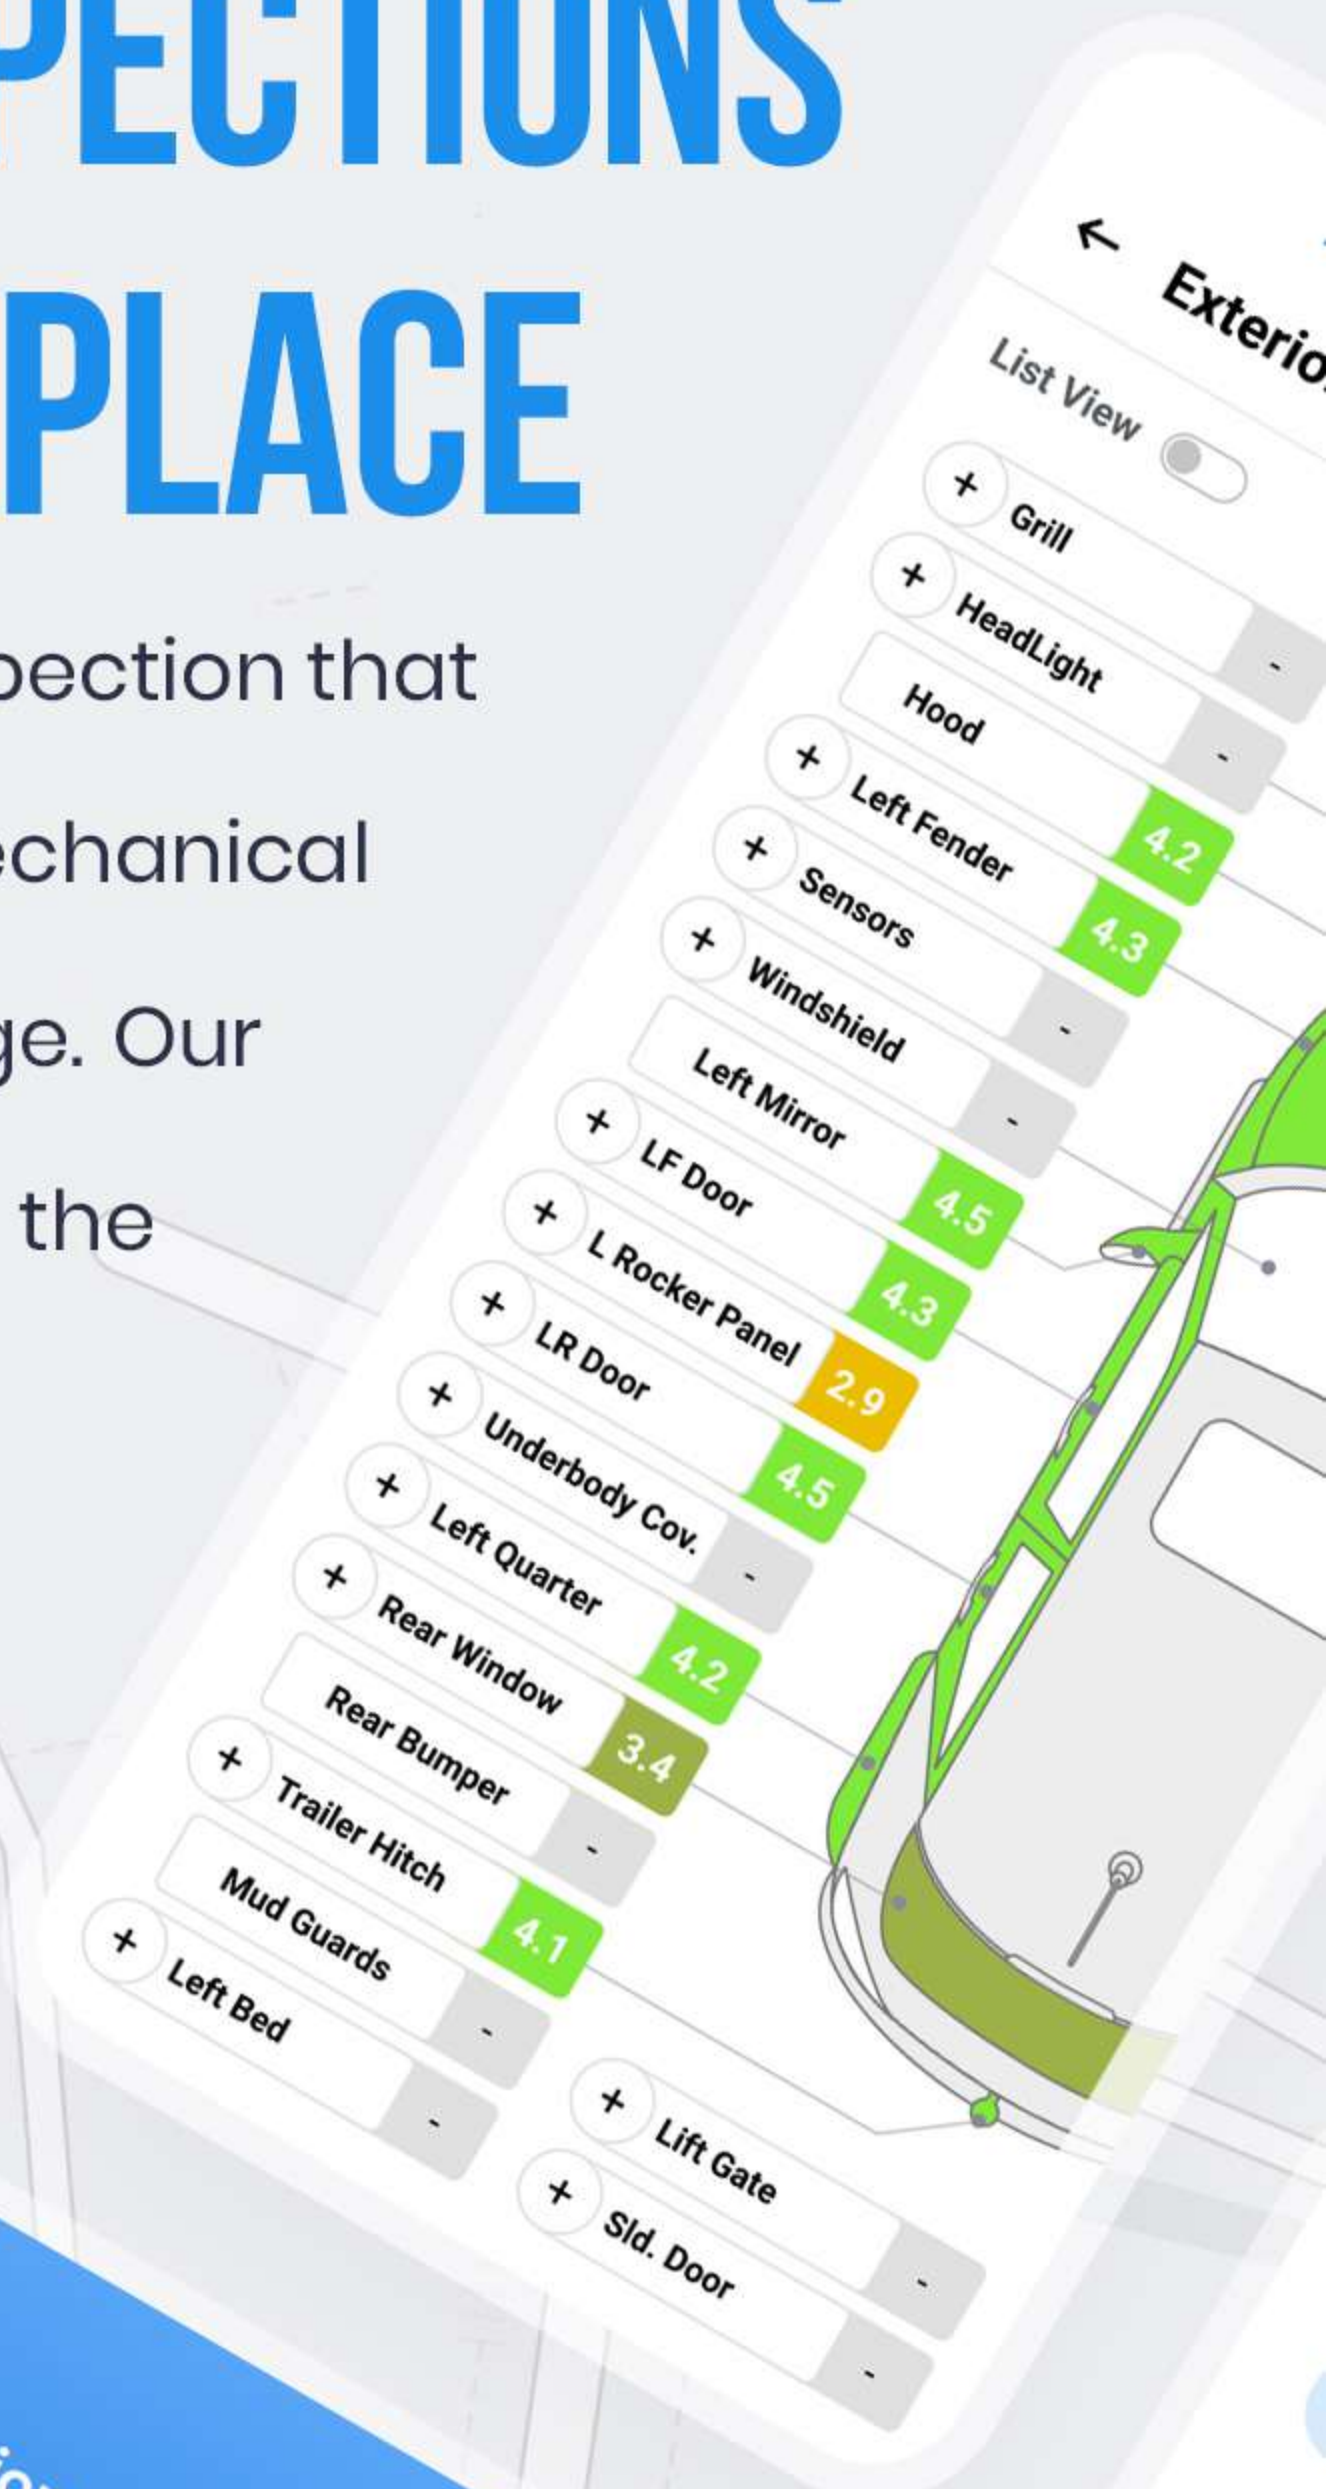 PECTIONS
PLACE
pection that
echanical
ge. Our
the
←
Exterio
List View
+ Grill -
+ HeadLight -
Hood 4.2
+ Left Fender 4.3
+ Sensors -
+ Windshield -
Left Mirror 4.5
+ LF Door 4.3
+ L Rocker Panel 2.9
+ LR Door 4.5
+ Underbody Cov. -
+ Left Quarter 4.2
+ Rear Window 3.4
Rear Bumper -
+ Trailer Hitch 4.1
Mud Guards -
+ Left Bed -
+ Lift Gate -
+ Sld. Door -